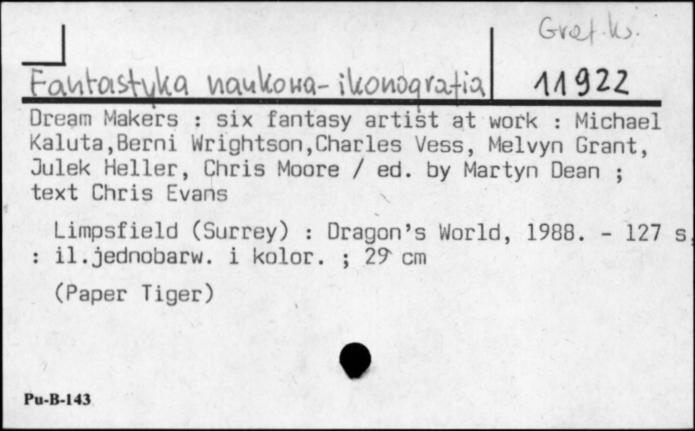 Graf. ks.
Fantastyka naukowa-ikonografia
11922
Dream Makers : six fantasy artist at work : Michael
Kaluta,Berni Wrightson,Charles Vess, Melvyn Grant,
Julek Heller, Chris Moore / ed. by Martyn Dean ;
text Chris Evans
Limpsfield (Surrey) : Dragon's World, 1988. - 127 s.
: il.jednobarw. i kolor. ; 29 cm
(Paper Tiger)
Pu-B-143